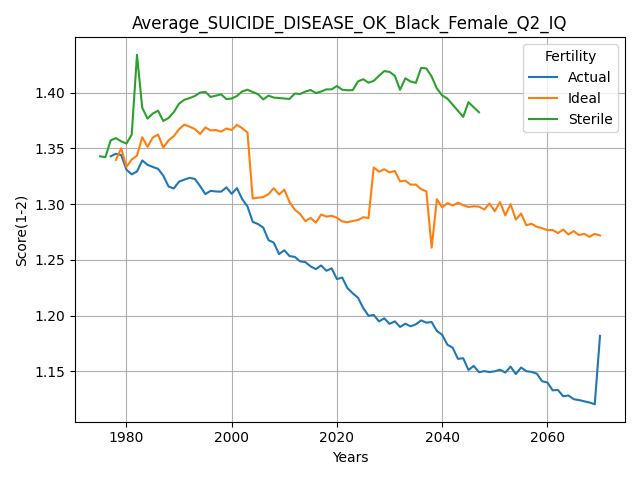 Average_SUICIDE_DISEASE_OK_Black_Female_Q2_IQ
Fertility
Actual
Ideal
Sterile
Score(1-2)
1.40
1.35
1.30
1.25
1.20
1.15
1980
2000
2020
2040
2060
Years